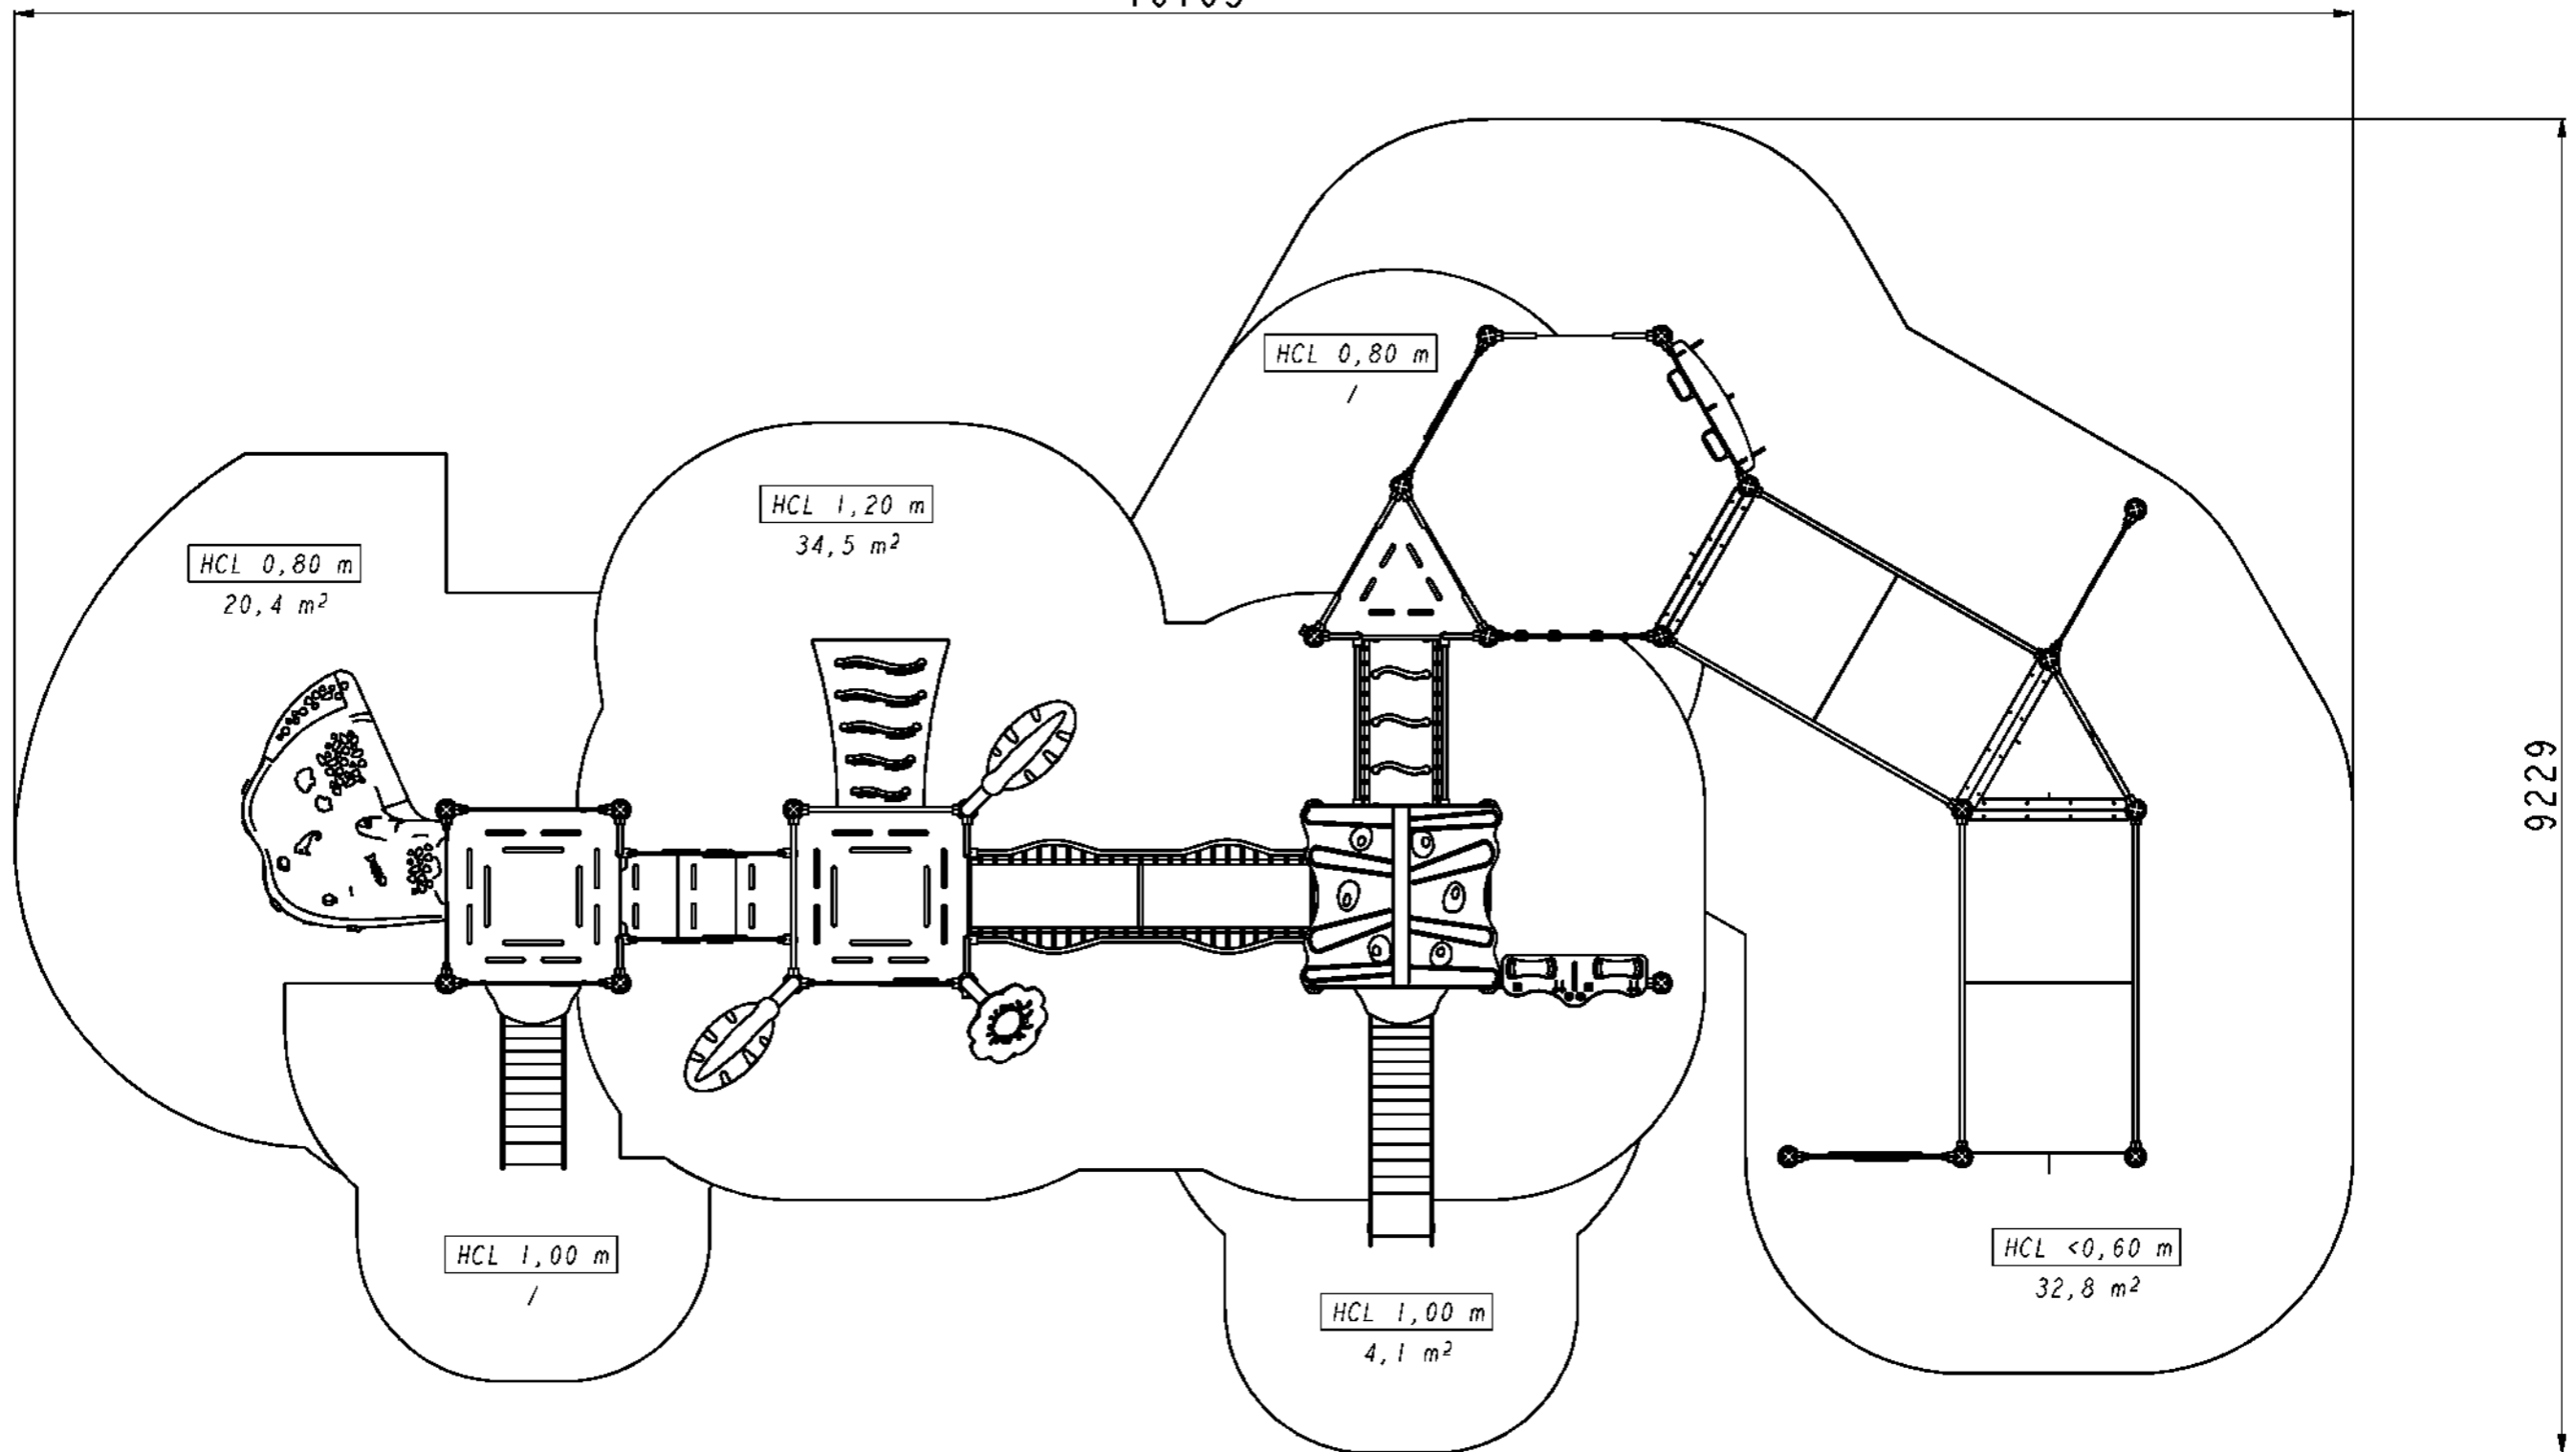 HCL 0,80 m
/
HCL 1,20 m
34,5 m²
HCL 0,80 m
20,4 m²
9229
HCL 1,00 m
/
HCL <0,60 m
32,8 m²
HCL 1,00 m
4,1 m²